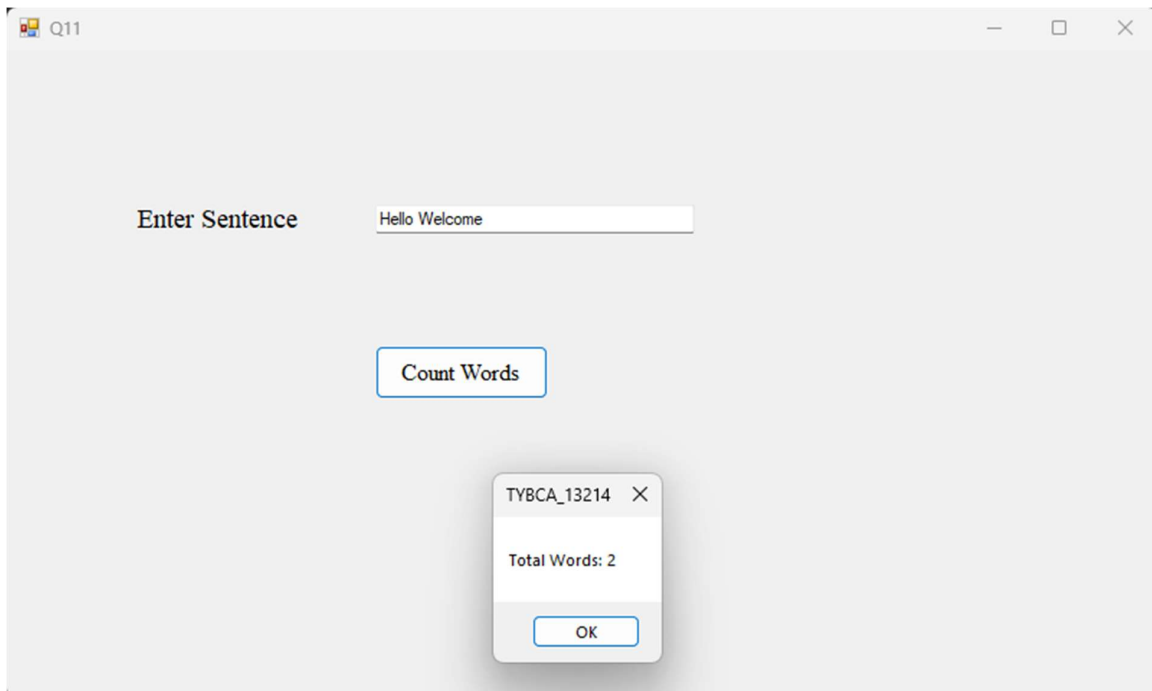 Q11
Enter Sentence
Hello Welcome
Count Words
TYBCA_13214
Total Words: 2
OK